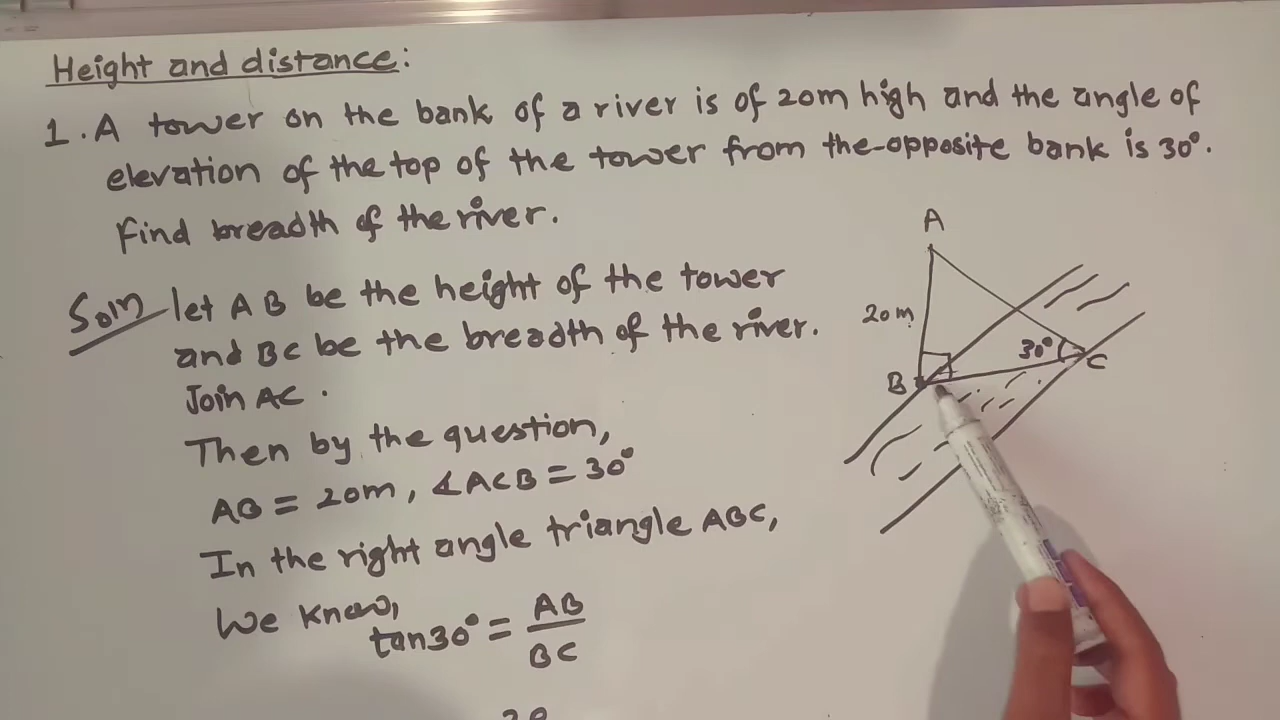 Height and distance:
1. A tower on the bank of a river is of 20m high and the angle of
elevation of the top of the tower from the opposite bank is 30°.
Find breadth of the river.
Soln let AB be the height of the tower
and BC be the breadth of the river.
Join AC.
Then by the question,
AB = 20m, ∡ACB = 30°
In the right angle triangle ABC,
We know,
tan30° = AB/BC
20
A
20m
B
30°
C